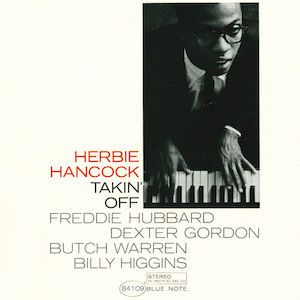 HERBIE
HANCOCK
TAKIN'
OFF
FREDDIE HUBBARD
DEXTER GORDON
BUTCH WARREN
BILLY HIGGINS
STEREO
84109 BLUE NOTE